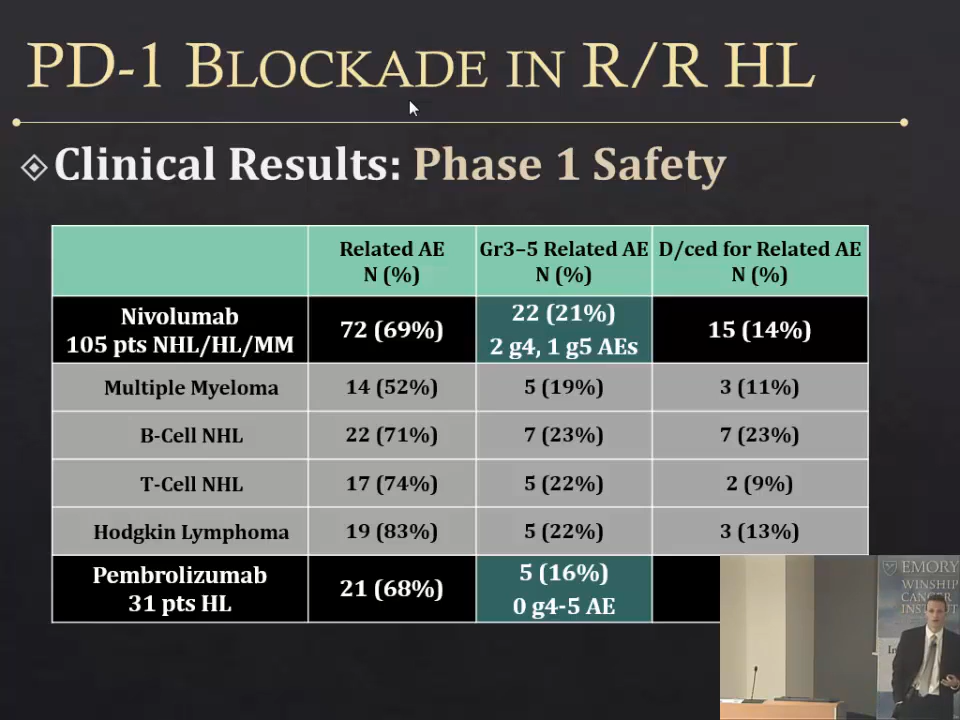 PD-1 BLOCKADE IN R/R HL
Clinical Results: Phase 1 Safety
Related AE
N (%)
Gr3–5 Related AE
N (%)
D/ced for Related AE
N (%)
Nivolumab
105 pts NHL/HL/MM
72 (69%)
22 (21%)
2 g4, 1 g5 AEs
15 (14%)
Multiple Myeloma
14 (52%)
5 (19%)
3 (11%)
B-Cell NHL
22 (71%)
7 (23%)
7 (23%)
T-Cell NHL
17 (74%)
5 (22%)
2 (9%)
Hodgkin Lymphoma
19 (83%)
5 (22%)
3 (13%)
Pembrolizumab
31 pts HL
21 (68%)
5 (16%)
0 g4-5 AE
EMORY
WINSHIP